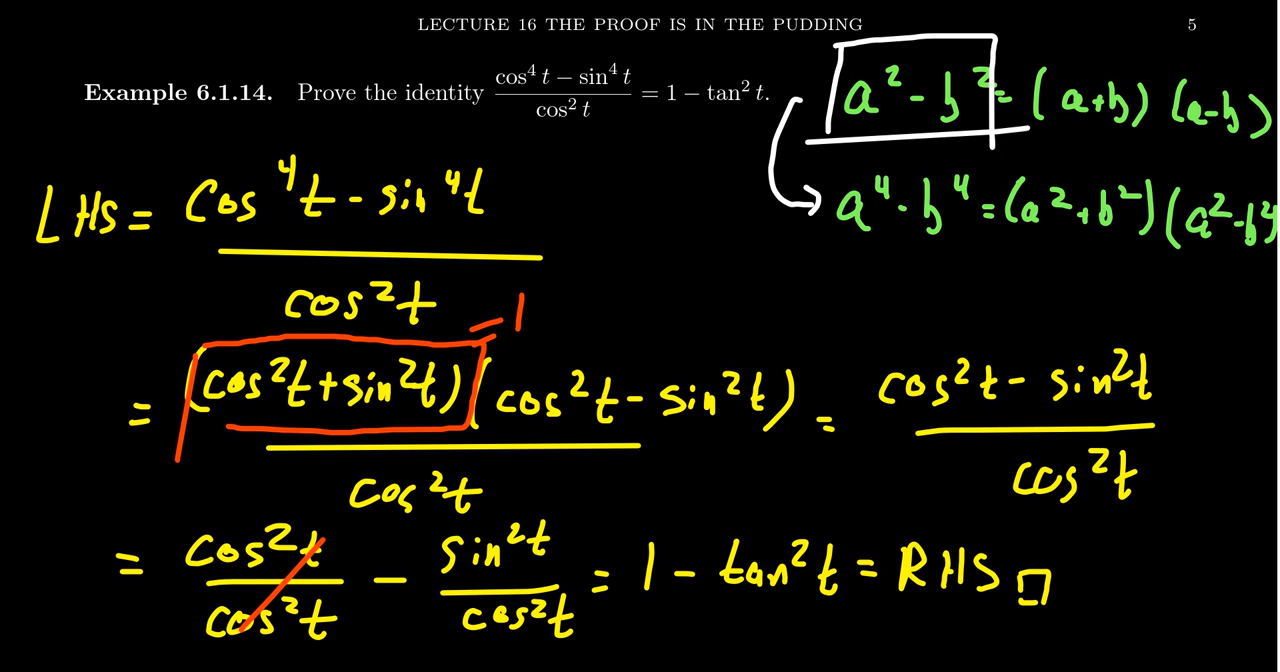 LECTURE 16 THE PROOF IS IN THE PUDDING 5
Example 6.1.14. Prove the identity (cos⁴ t − sin⁴ t)/(cos² t) = 1 − tan² t.
a² - b² = (a+b) (a-b)
a⁴ - b⁴ = (a² + b²) (a² - b²)
LHS = (cos⁴t - sin⁴t)/(cos²t)
= ((cos²t + sin²t) (cos²t - sin²t))/(cos²t) = (cos²t - sin²t)/(cos²t)
= 1
= (cos²t)/(cos²t) - (sin²t)/(cos²t) = 1 - tan²t = RHS □